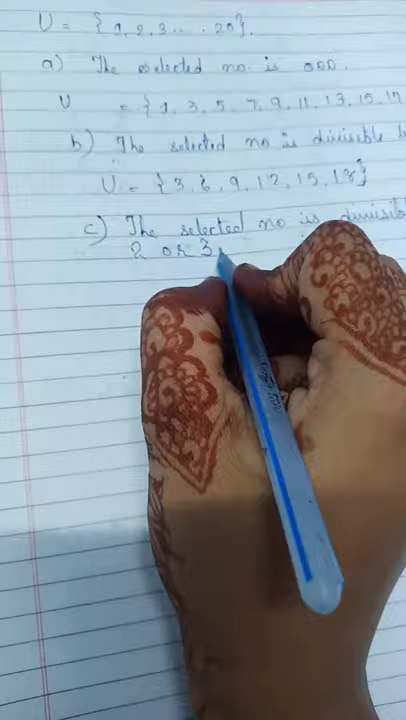 U = {1, 2, 3 .... 20}.
a) The selected no. is ODD.
U = {1, 3, 5, 7, 9, 11, 13, 15, 17
b) The selected no is divisible
U = {3, 6, 9, 12, 15, 18}
c) The selected no is divisible
2 or 3,